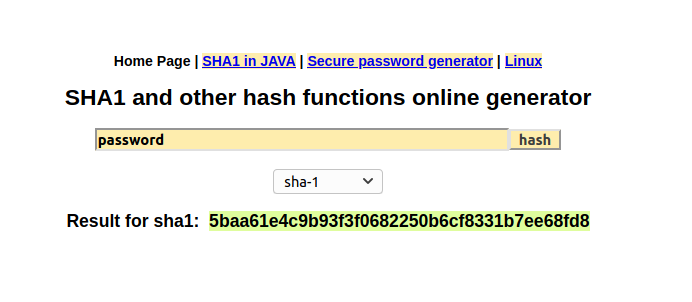 Home Page | SHA1 in JAVA | Secure password generator | Linux
SHA1 and other hash functions online generator
password hash
sha-1
Result for sha1: 5baa61e4c9b93f3f0682250b6cf8331b7ee68fd8